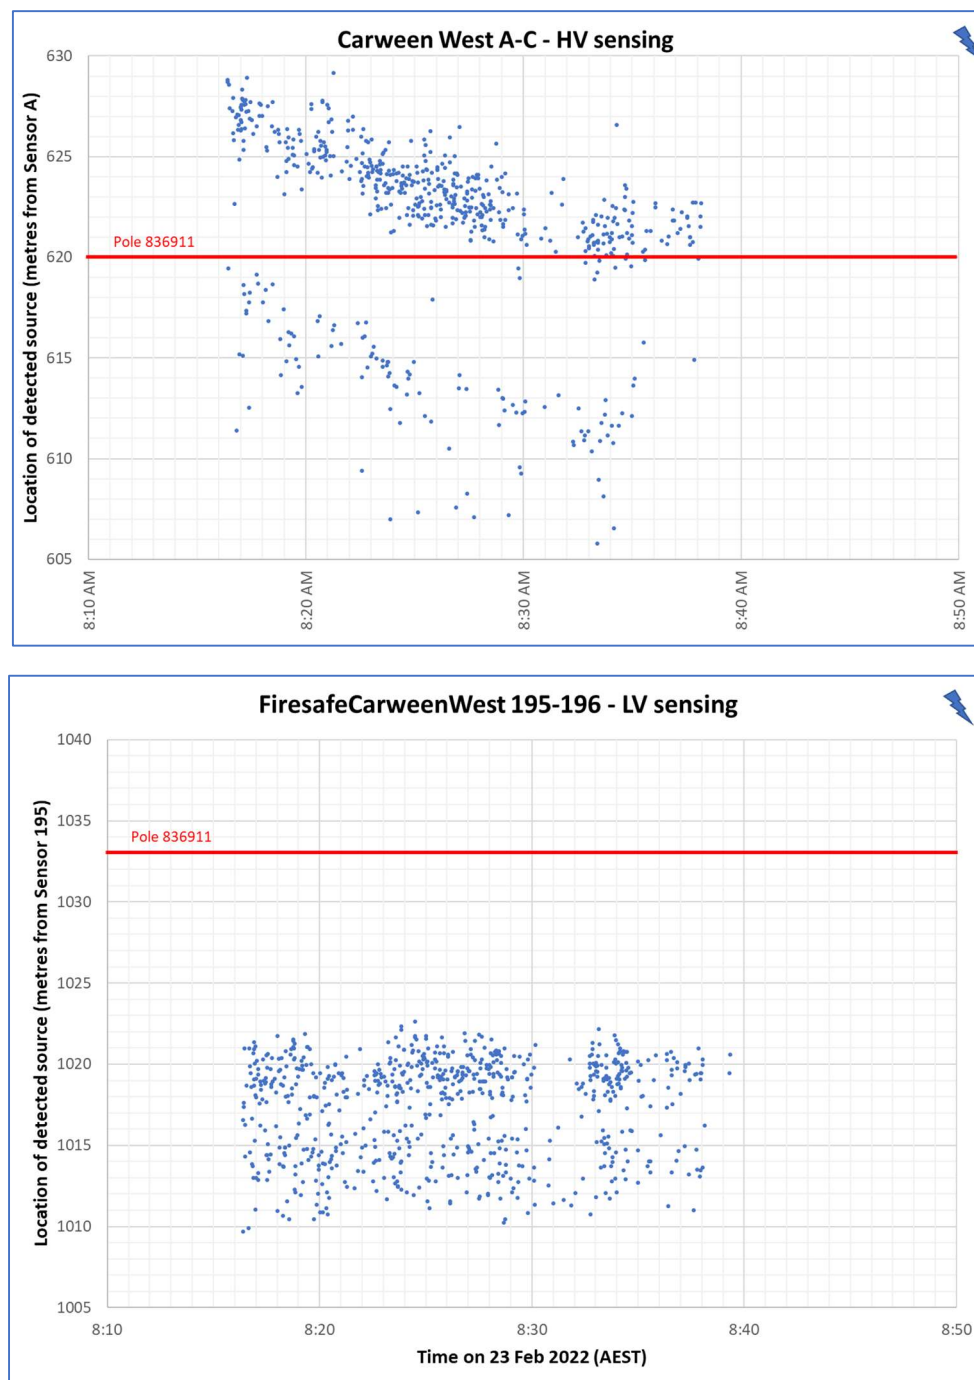 Carween West A-C - HV sensing
Location of detected source (metres from Sensor A)
630
625
620
615
610
605
Pole 836911
8:10 AM
8:20 AM
8:30 AM
8:40 AM
8:50 AM
FiresafeCarweenWest 195-196 - LV sensing
Location of detected source (metres from Sensor 195)
1040
1035
1030
1025
1020
1015
1010
1005
Pole 836911
8:10
8:20
8:30
8:40
8:50
Time on 23 Feb 2022 (AEST)